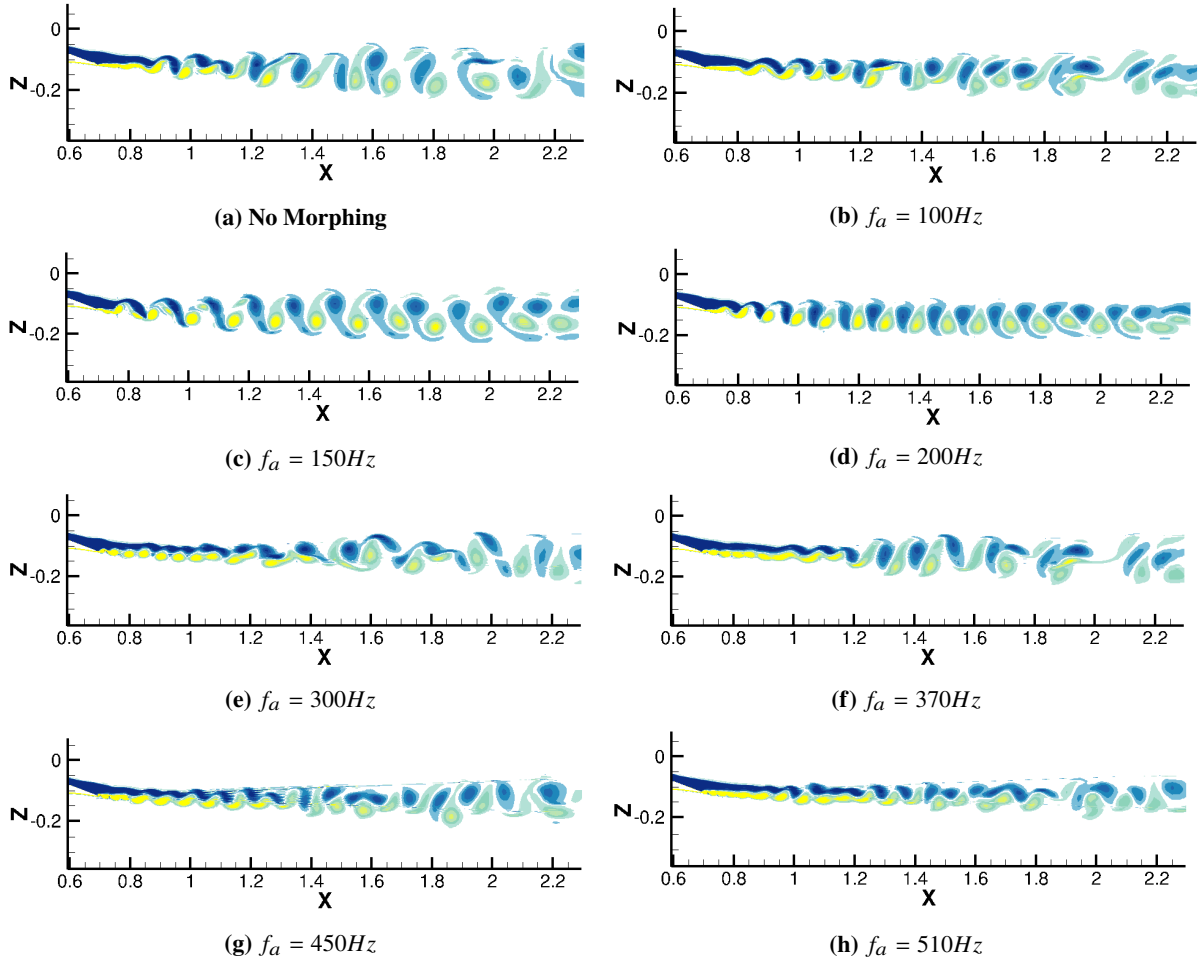 0
-0.2
Z
0.6 0.8 1 1.2 1.4 1.6 1.8 2 2.2
X
(a) No Morphing
0
-0.2
Z
0.6 0.8 1 1.2 1.4 1.6 1.8 2 2.2
X
(b) f_a = 100Hz
0
-0.2
Z
0.6 0.8 1 1.2 1.4 1.6 1.8 2 2.2
X
(c) f_a = 150Hz
0
-0.2
Z
0.6 0.8 1 1.2 1.4 1.6 1.8 2 2.2
X
(d) f_a = 200Hz
0
-0.2
Z
0.6 0.8 1 1.2 1.4 1.6 1.8 2 2.2
X
(e) f_a = 300Hz
0
-0.2
Z
0.6 0.8 1 1.2 1.4 1.6 1.8 2 2.2
X
(f) f_a = 370Hz
0
-0.2
Z
0.6 0.8 1 1.2 1.4 1.6 1.8 2 2.2
X
(g) f_a = 450Hz
0
-0.2
Z
0.6 0.8 1 1.2 1.4 1.6 1.8 2 2.2
X
(h) f_a = 510Hz